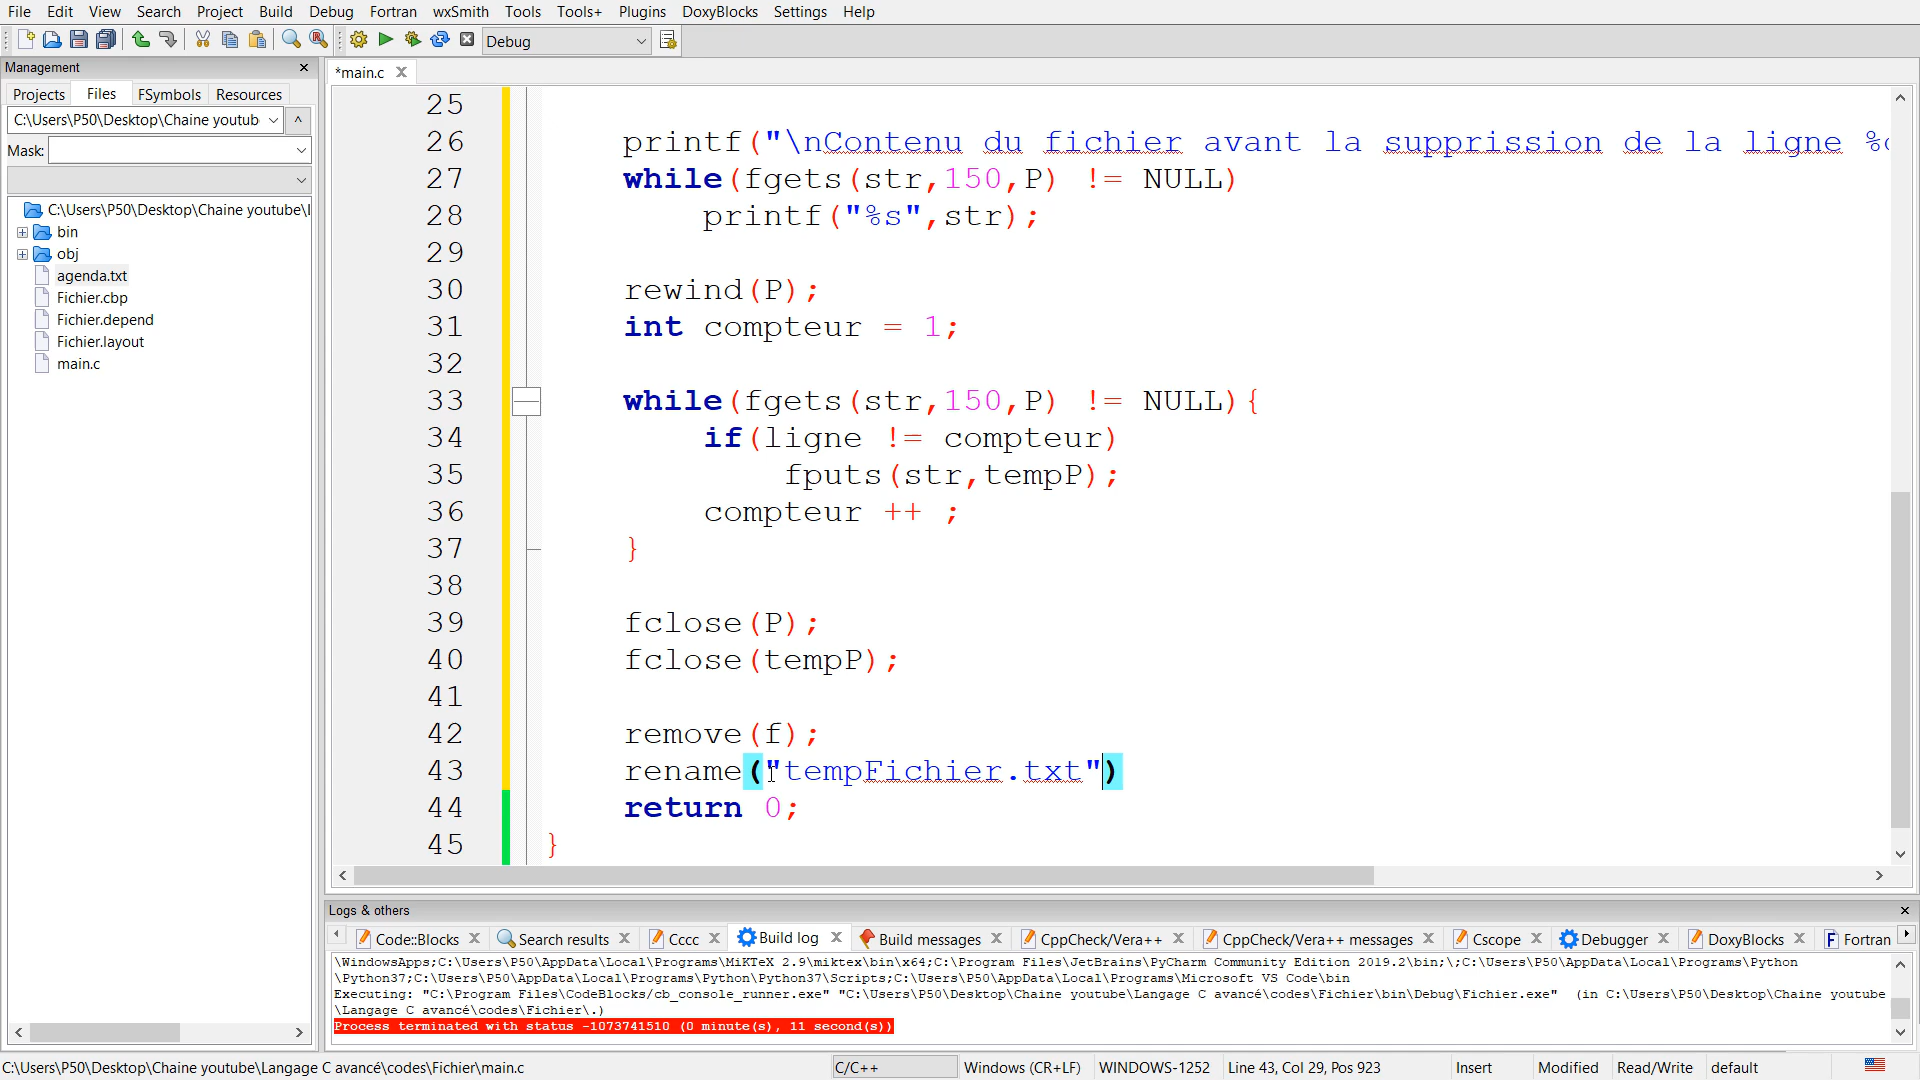 File Edit View Search Project Build Debug Fortran wxSmith Tools Tools+ Plugins DoxyBlocks Settings Help
Debug
Management
Projects Files FSymbols Resources
C:\Users\P50\Desktop\Chaine youtub
Mask:
C:\Users\P50\Desktop\Chaine youtube\l
bin
obj
agenda.txt
Fichier.cbp
Fichier.depend
Fichier.layout
main.c
*main.c
25
26 printf("\nContenu du fichier avant la supprission de la ligne %
27 while(fgets(str,150,P) != NULL)
28 printf("%s",str);
29
30 rewind(P);
31 int compteur = 1;
32
33 while(fgets(str,150,P) != NULL){
34 if(ligne != compteur)
35 fputs(str,tempP);
36 compteur ++ ;
37 }
38
39 fclose(P);
40 fclose(tempP);
41
42 remove(f);
43 rename("tempFichier.txt")
44 return 0;
45 }
Logs & others
Code::Blocks Search results Cccc Build log Build messages CppCheck/Vera++ CppCheck/Vera++ messages Cscope Debugger DoxyBlocks Fortran
\WindowsApps;C:\Users\P50\AppData\Local\Programs\MiKTeX 2.9\miktex\bin\x64;C:\Program Files\JetBrains\PyCharm Community Edition 2019.2\bin;\;C:\Users\P50\AppData\Local\Programs\Python
\Python37;C:\Users\P50\AppData\Local\Programs\Python\Python37\Scripts;C:\Users\P50\AppData\Local\Programs\Microsoft VS Code\bin
Executing: "C:\Program Files\CodeBlocks/cb_console_runner.exe" "C:\Users\P50\Desktop\Chaine youtube\Langage C avancé\codes\Fichier\bin\Debug\Fichier.exe" (in C:\Users\P50\Desktop\Chaine youtube
\Langage C avancé\codes\Fichier\.)
Process terminated with status -1073741510 (0 minute(s), 11 second(s))
C:\Users\P50\Desktop\Chaine youtube\Langage C avancé\codes\Fichier\main.c C/C++ Windows (CR+LF) WINDOWS-1252 Line 43, Col 29, Pos 923 Insert Modified Read/Write default